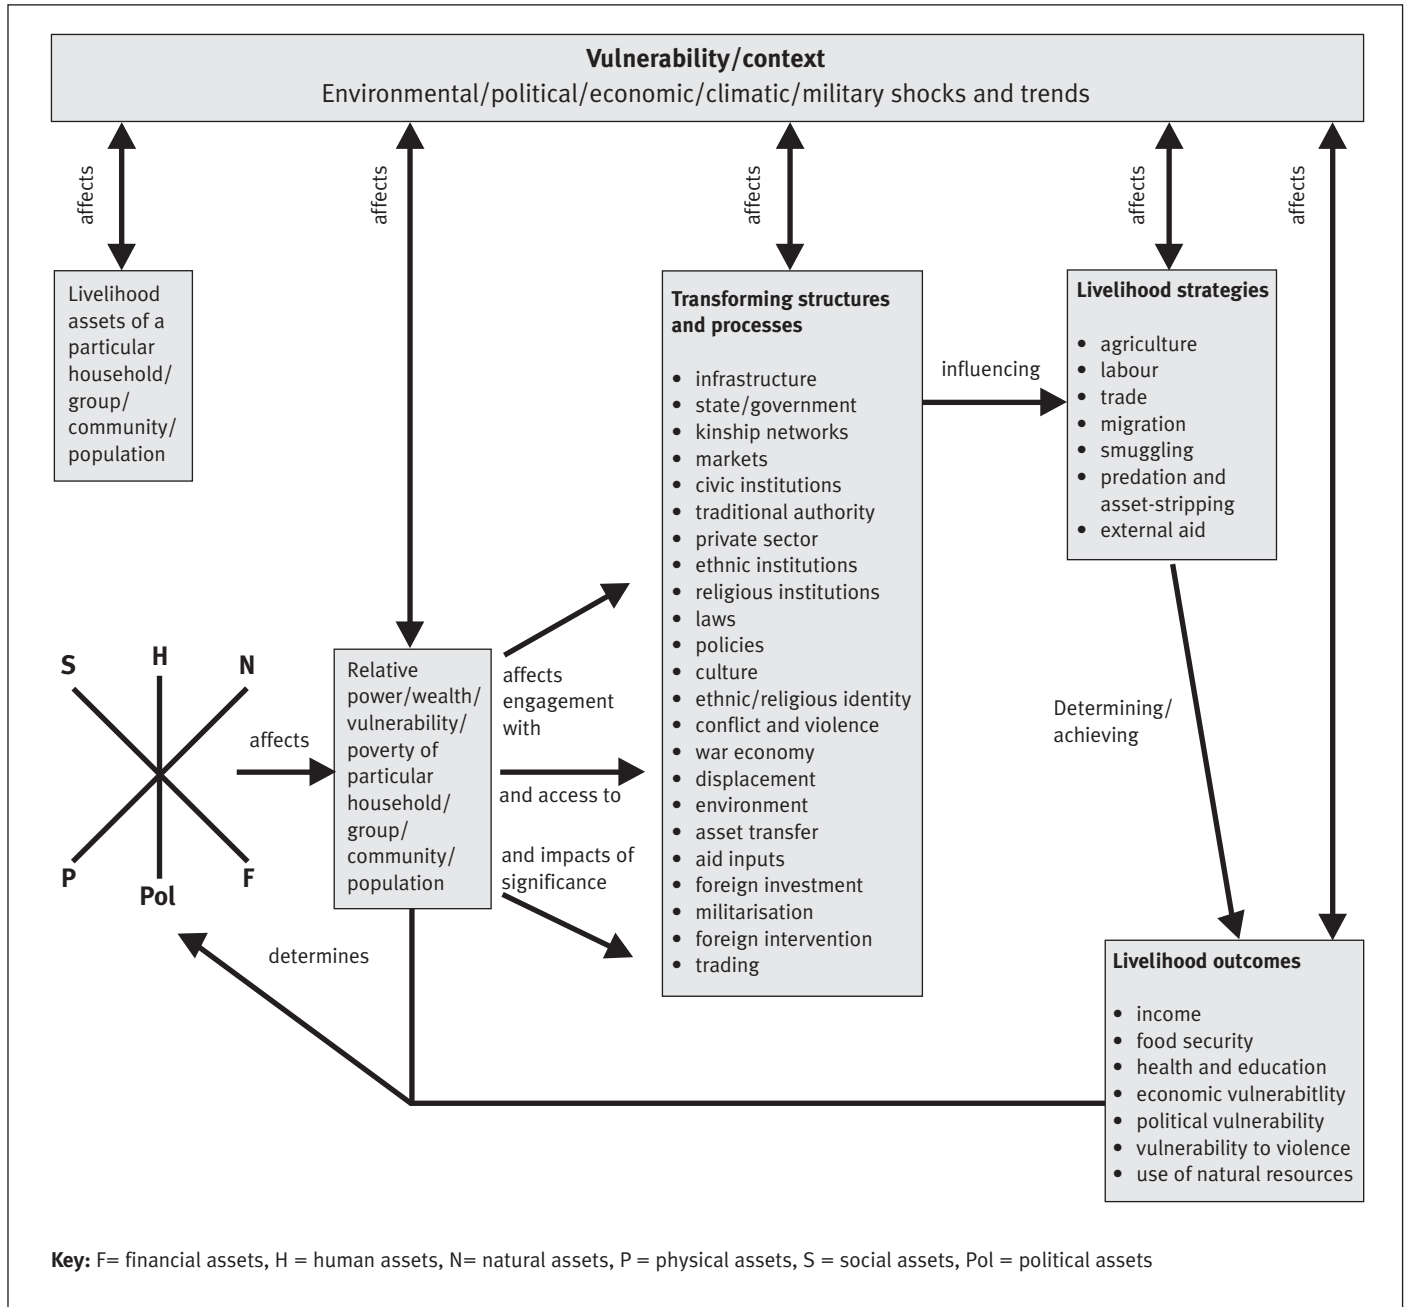 Vulnerability/context
Environmental/political/economic/climatic/military shocks and trends
affects
affects
affects
affects
affects
Livelihood
assets of a
particular
household/
group/
community/
population
S
H
N
P
Pol
F
affects
Relative
power/wealth/
vulnerability/
poverty of
particular
household/
group/
community/
population
affects
engagement
with
and access to
and impacts of
significance
determines
Transforming structures
and processes
• infrastructure
• state/government
• kinship networks
• markets
• civic institutions
• traditional authority
• private sector
• ethnic institutions
• religious institutions
• laws
• policies
• culture
• ethnic/religious identity
• conflict and violence
• war economy
• displacement
• environment
• asset transfer
• aid inputs
• foreign investment
• militarisation
• foreign intervention
• trading
influencing
Livelihood strategies
• agriculture
• labour
• trade
• migration
• smuggling
• predation and
asset-stripping
• external aid
Determining/
achieving
Livelihood outcomes
• income
• food security
• health and education
• economic vulnerabitlity
• political vulnerability
• vulnerability to violence
• use of natural resources
Key: F= financial assets, H = human assets, N= natural assets, P = physical assets, S = social assets, Pol = political assets